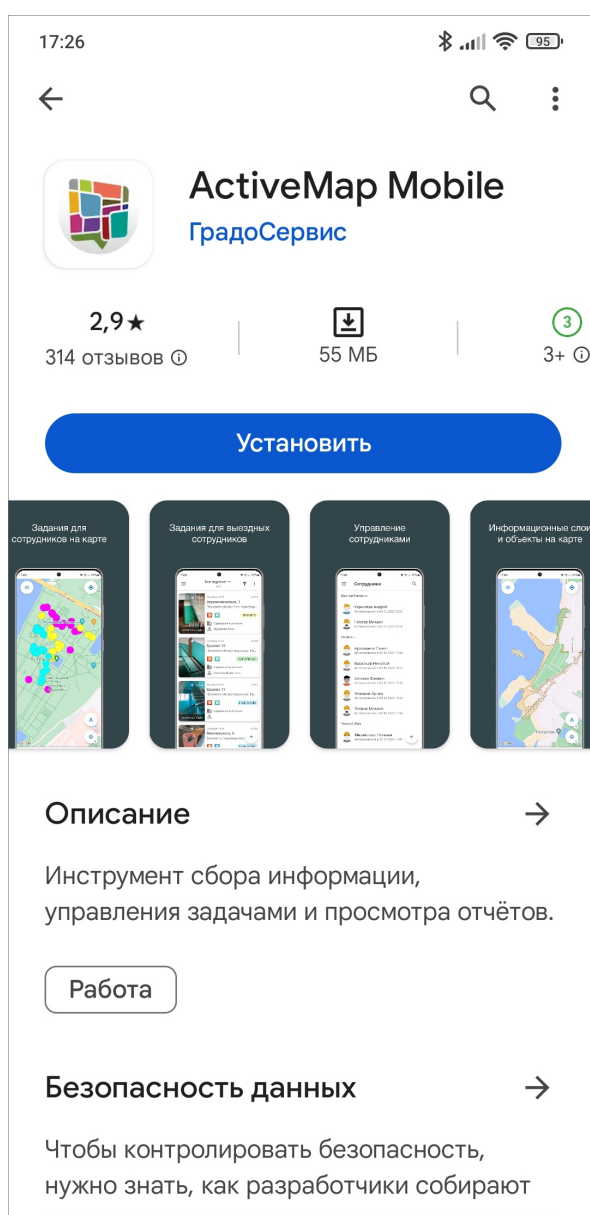 17:26
95
ActiveMap Mobile
ГрадоСервис
2,9★
314 отзывов
55 МБ
3
3+
Установить
Задания для
сотрудников на карте
Задания для выездных
сотрудников
Управление
сотрудниками
Информационные слои
и объекты на карте
Сотрудники
Описание
Инструмент сбора информации,
управления задачами и просмотра отчётов.
Работа
Безопасность данных
Чтобы контролировать безопасность,
нужно знать, как разработчики собирают